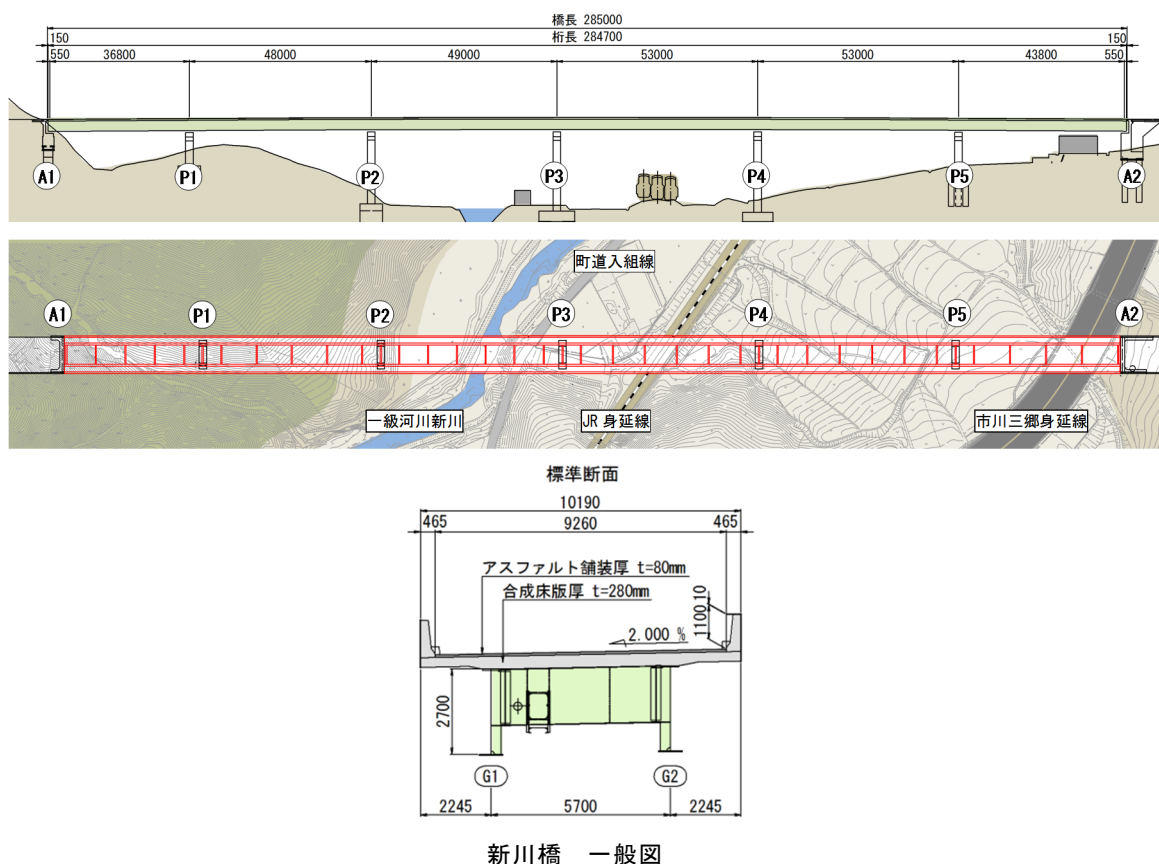 橋長 285000
150 桁長 284700 150
550 36800 48000 49000 53000 53000 43800 550
A1 P1 P2 P3 P4 P5 A2
町道入組線
A1 P1 P2 P3 P4 P5 A2
一級河川新川 JR 身延線 市川三郷身延線
標準断面
10190
465 9260 465
アスファルト舗装厚 t=80mm
合成床版厚 t=280mm
1100 10
2.000 %
2700
G1 G2
2245 5700 2245
新川橋 一般図